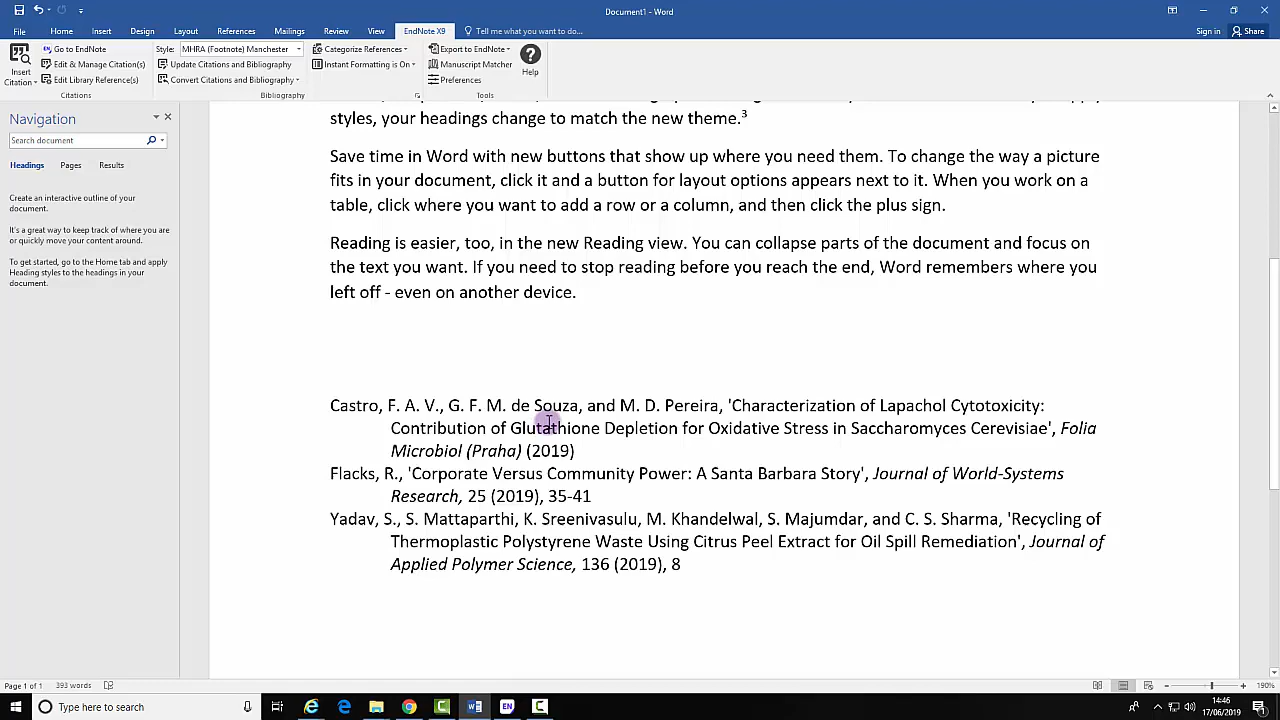 Document1 - Word
Sign in Share
File Home Insert Design Layout References Mailings Review View EndNote X9 Tell me what you want to do...
Insert Citation
Go to EndNote
Edit & Manage Citation(s)
Edit Library Reference(s)
Citations
Style: MHRA (Footnote) Manchester
Update Citations and Bibliography
Convert Citations and Bibliography
Categorize References
Instant Formatting is On
Bibliography
Export to EndNote
Manuscript Matcher
Preferences
Tools
Help
Navigation
Search document
Headings Pages Results
Create an interactive outline of your
document.
It's a great way to keep track of where you are
or quickly move your content around.
To get started, go to the Home tab and apply
Heading styles to the headings in your
document.
styles, your headings change to match the new theme.³
Save time in Word with new buttons that show up where you need them. To change the way a picture
fits in your document, click it and a button for layout options appears next to it. When you work on a
table, click where you want to add a row or a column, and then click the plus sign.
Reading is easier, too, in the new Reading view. You can collapse parts of the document and focus on
the text you want. If you need to stop reading before you reach the end, Word remembers where you
left off - even on another device.
Castro, F. A. V., G. F. M. de Souza, and M. D. Pereira, 'Characterization of Lapachol Cytotoxicity:
Contribution of Glutathione Depletion for Oxidative Stress in Saccharomyces Cerevisiae', Folia
Microbiol (Praha) (2019)
Flacks, R., 'Corporate Versus Community Power: A Santa Barbara Story', Journal of World-Systems
Research, 25 (2019), 35-41
Yadav, S., S. Mattaparthi, K. Sreenivasulu, M. Khandelwal, S. Majumdar, and C. S. Sharma, 'Recycling of
Thermoplastic Polystyrene Waste Using Citrus Peel Extract for Oil Spill Remediation', Journal of
Applied Polymer Science, 136 (2019), 8
Page 1 of 1 393 words
190%
Type here to search
EN
14:46
17/06/2019